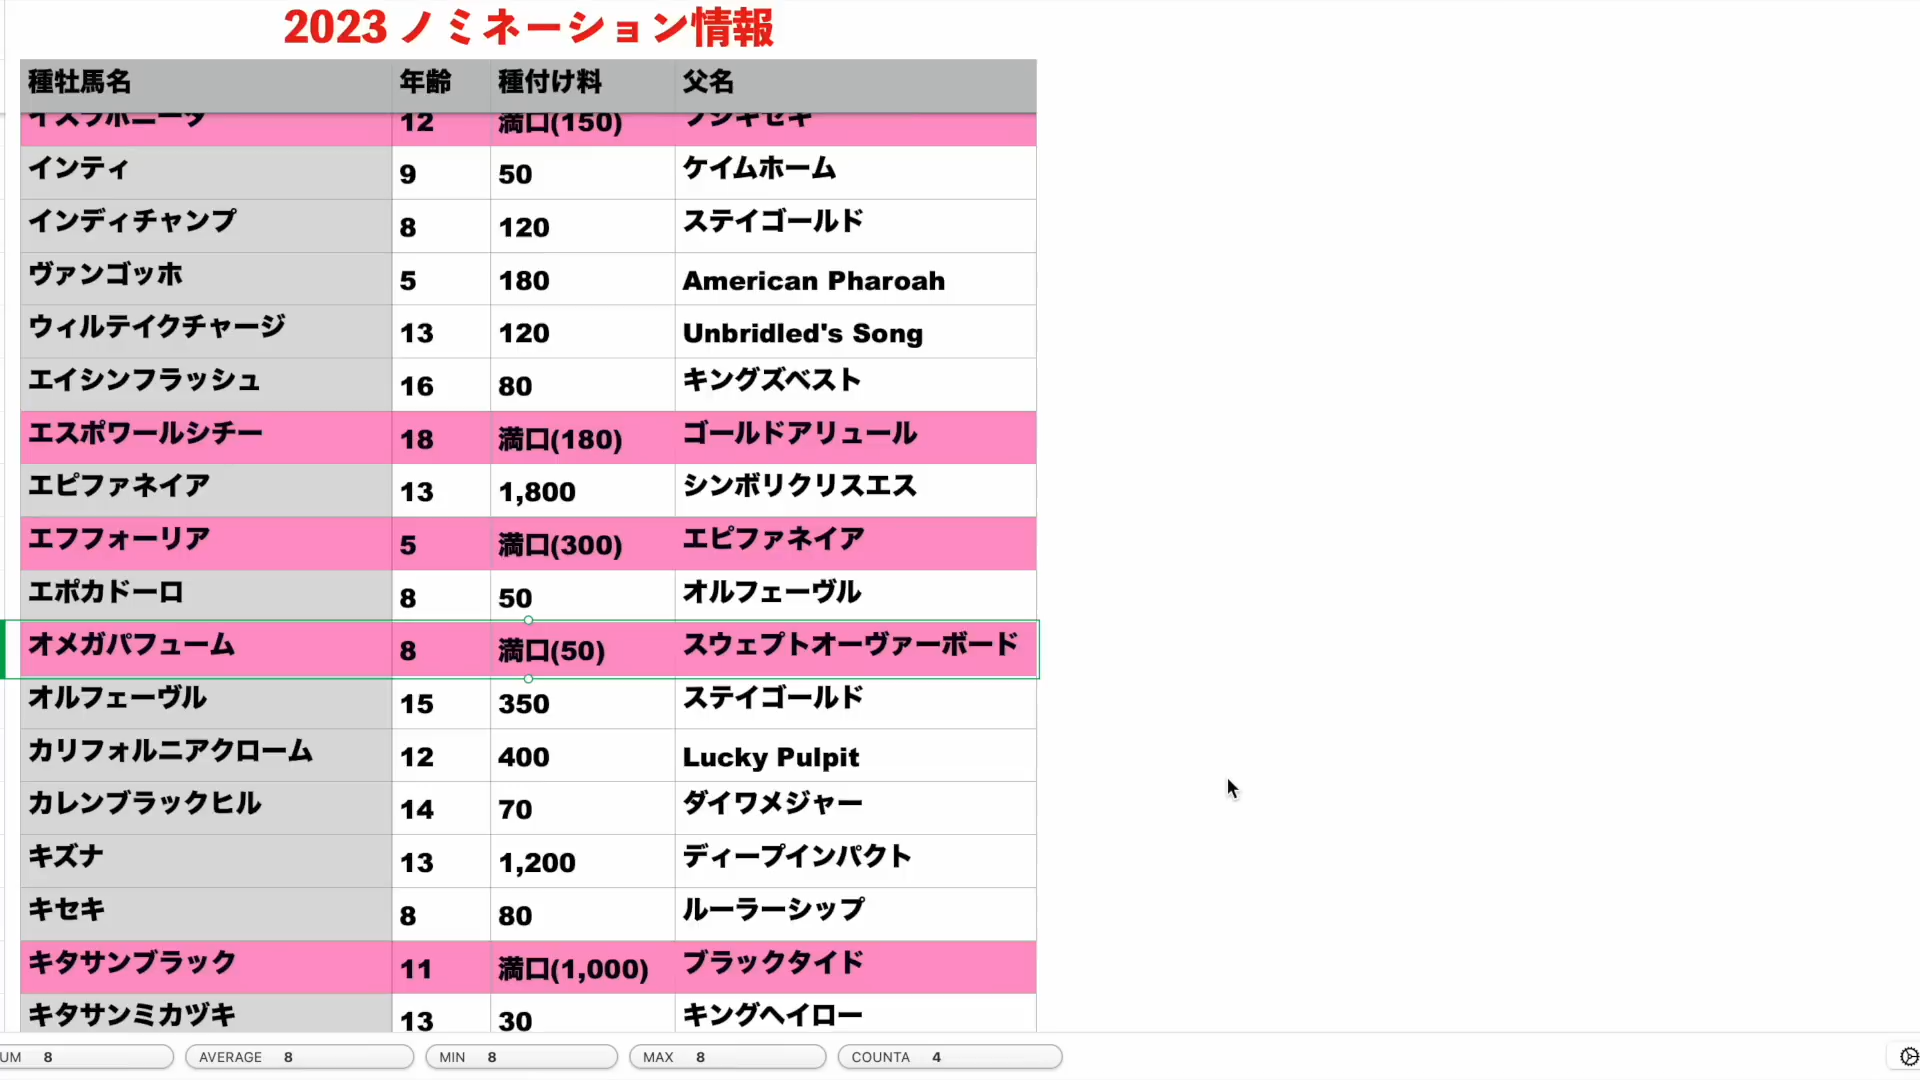 2023 ノミネーション情報
種牡馬名 年齢 種付け料 父名
12 満口(150) フジキセキ
インティ 9 50 ケイムホーム
インディチャンプ 8 120 ステイゴールド
ヴァンゴッホ 5 180 American Pharoah
ウィルテイクチャージ 13 120 Unbridled's Song
エイシンフラッシュ 16 80 キングズベスト
エスポワールシチー 18 満口(180) ゴールドアリュール
エピファネイア 13 1,800 シンボリクリスエス
エフフォーリア 5 満口(300) エピファネイア
エポカドーロ 8 50 オルフェーヴル
オメガパフューム 8 満口(50) スウェプトオーヴァーボード
オルフェーヴル 15 350 ステイゴールド
カリフォルニアクローム 12 400 Lucky Pulpit
カレンブラックヒル 14 70 ダイワメジャー
キズナ 13 1,200 ディープインパクト
キセキ 8 80 ルーラーシップ
キタサンブラック 11 満口(1,000) ブラックタイド
キタサンミカヅキ 13 30 キングヘイロー
UM 8 AVERAGE 8 MIN 8 MAX 8 COUNTA 4